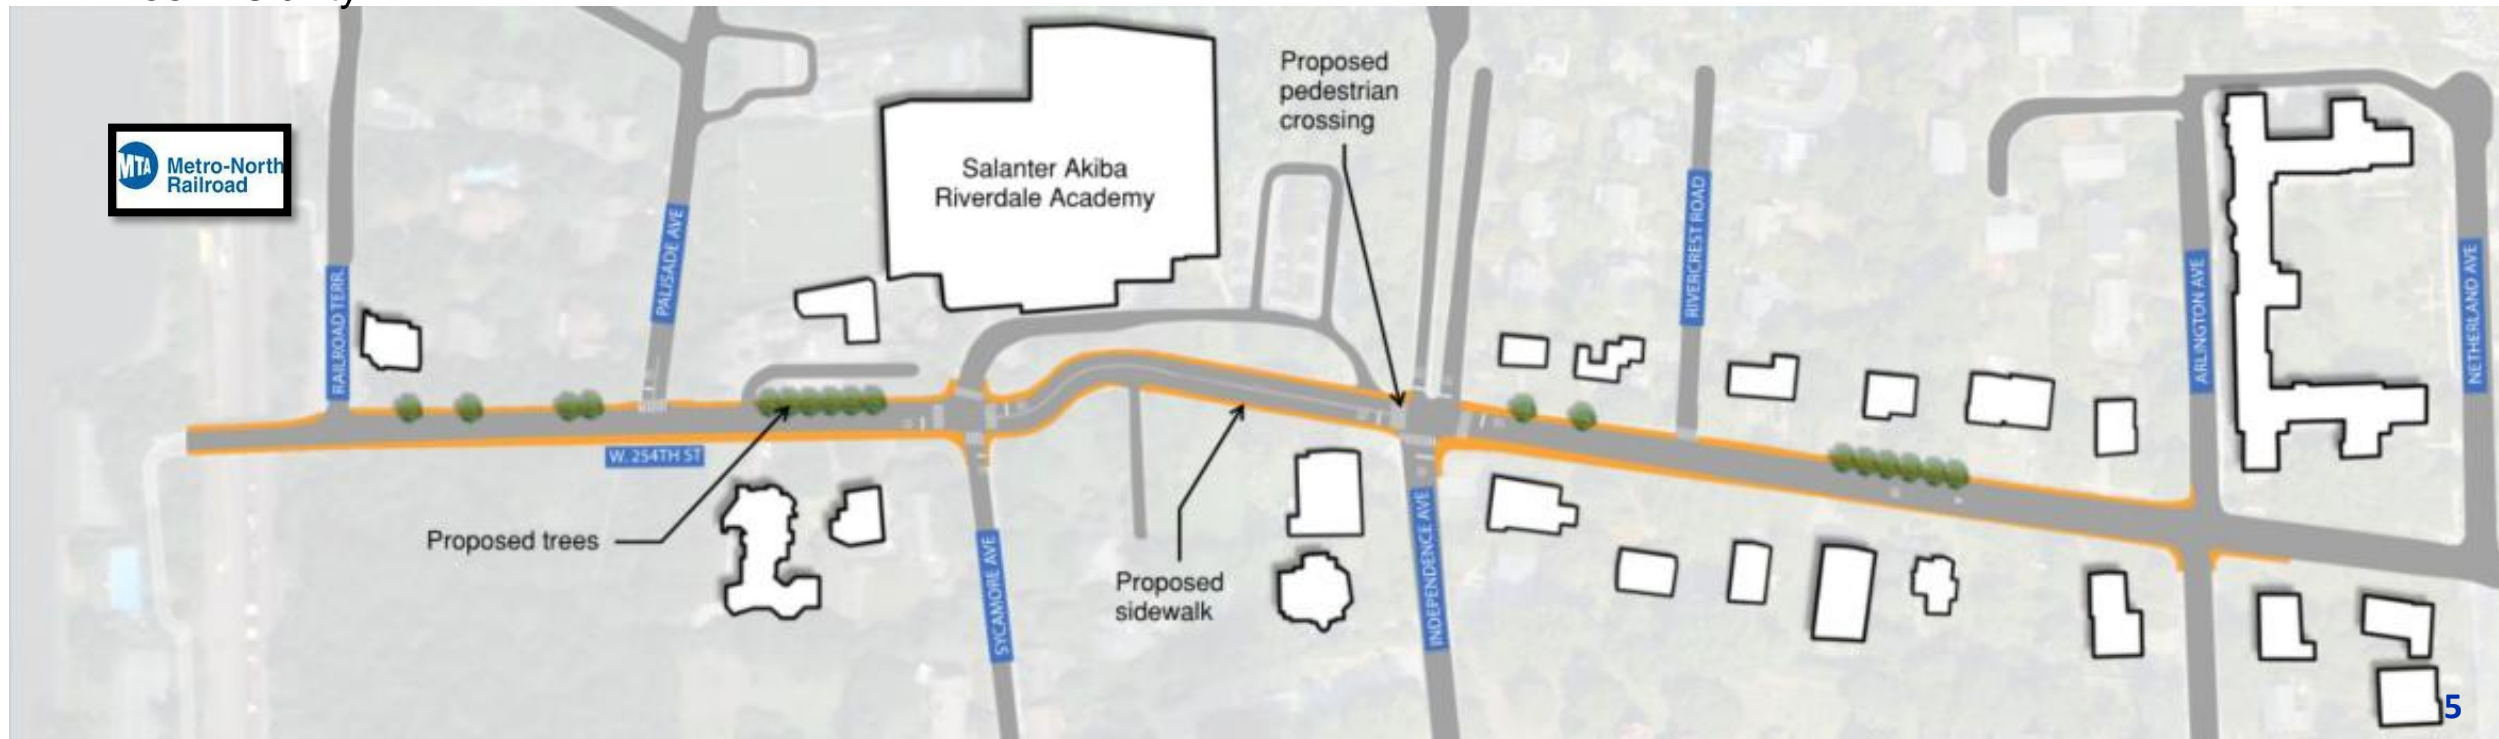 Proposed
pedestrian
crossing
MTA
Metro-North
Railroad
Salanter Akiba
Riverdale Academy
RAILROAD TERR.
PALISADE AVE
RIVERCREST ROAD
ARLINGTON AVE
NETHERLAND AVE
W. 254TH ST
Proposed trees
SYCAMORE AVE
Proposed
sidewalk
INDEPENDENCE AVE
5